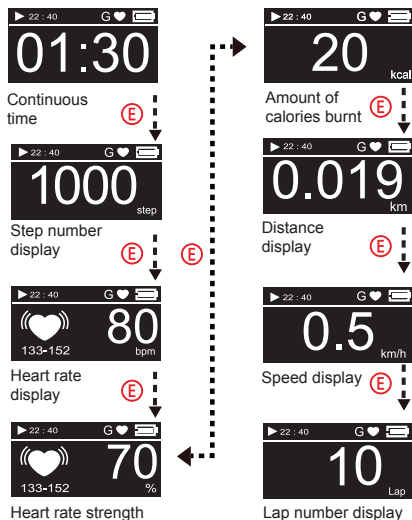 ▶ 22 : 40 G
01:30
Continuous
time
E
▶ 22 : 40 G
1000
step
Step number
display
E
▶ 22 : 40 G
133-152
80
bpm
Heart rate
display
E
▶ 22 : 40 G
133-152
70
%
Heart rate strength
E
▶ 22 : 40 G
20
kcal
Amount of
calories burnt
E
▶ 22 : 40 G
0.019
km
Distance
display
E
▶ 22 : 40 G
0.5
km/h
Speed display
E
▶ 22 : 40 G
10
Lap
Lap number display